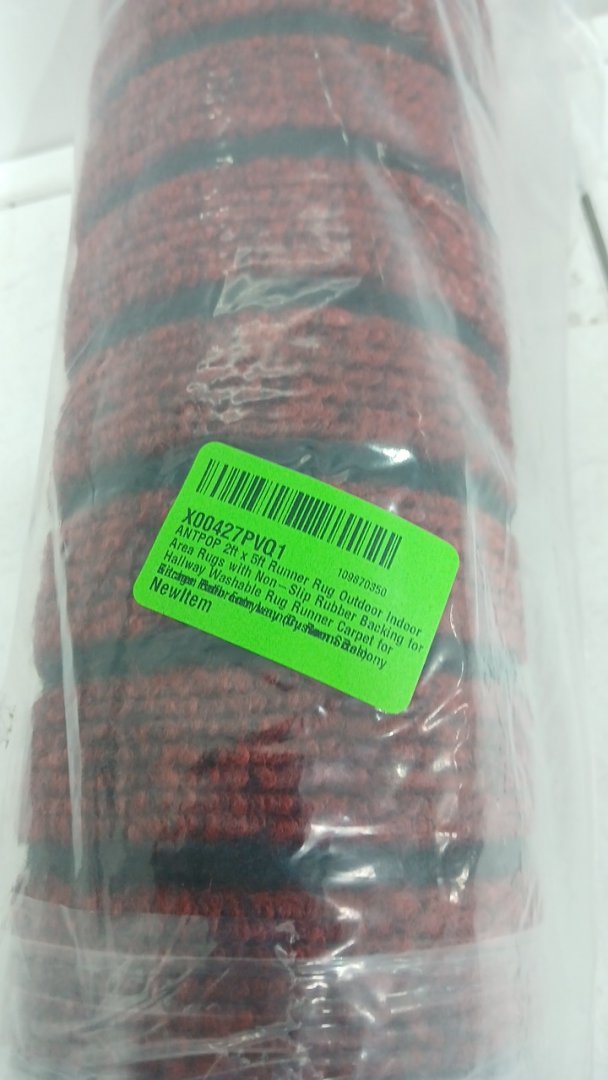 X00427PVQ1
109870350
ANTPOP 2ft x 5ft Runner Rug Outdoor Indoor
Area Rugs with Non-Slip Rubber Backing for
Hallway Washable Rug Runner Carpet for
Balcony
NewItem